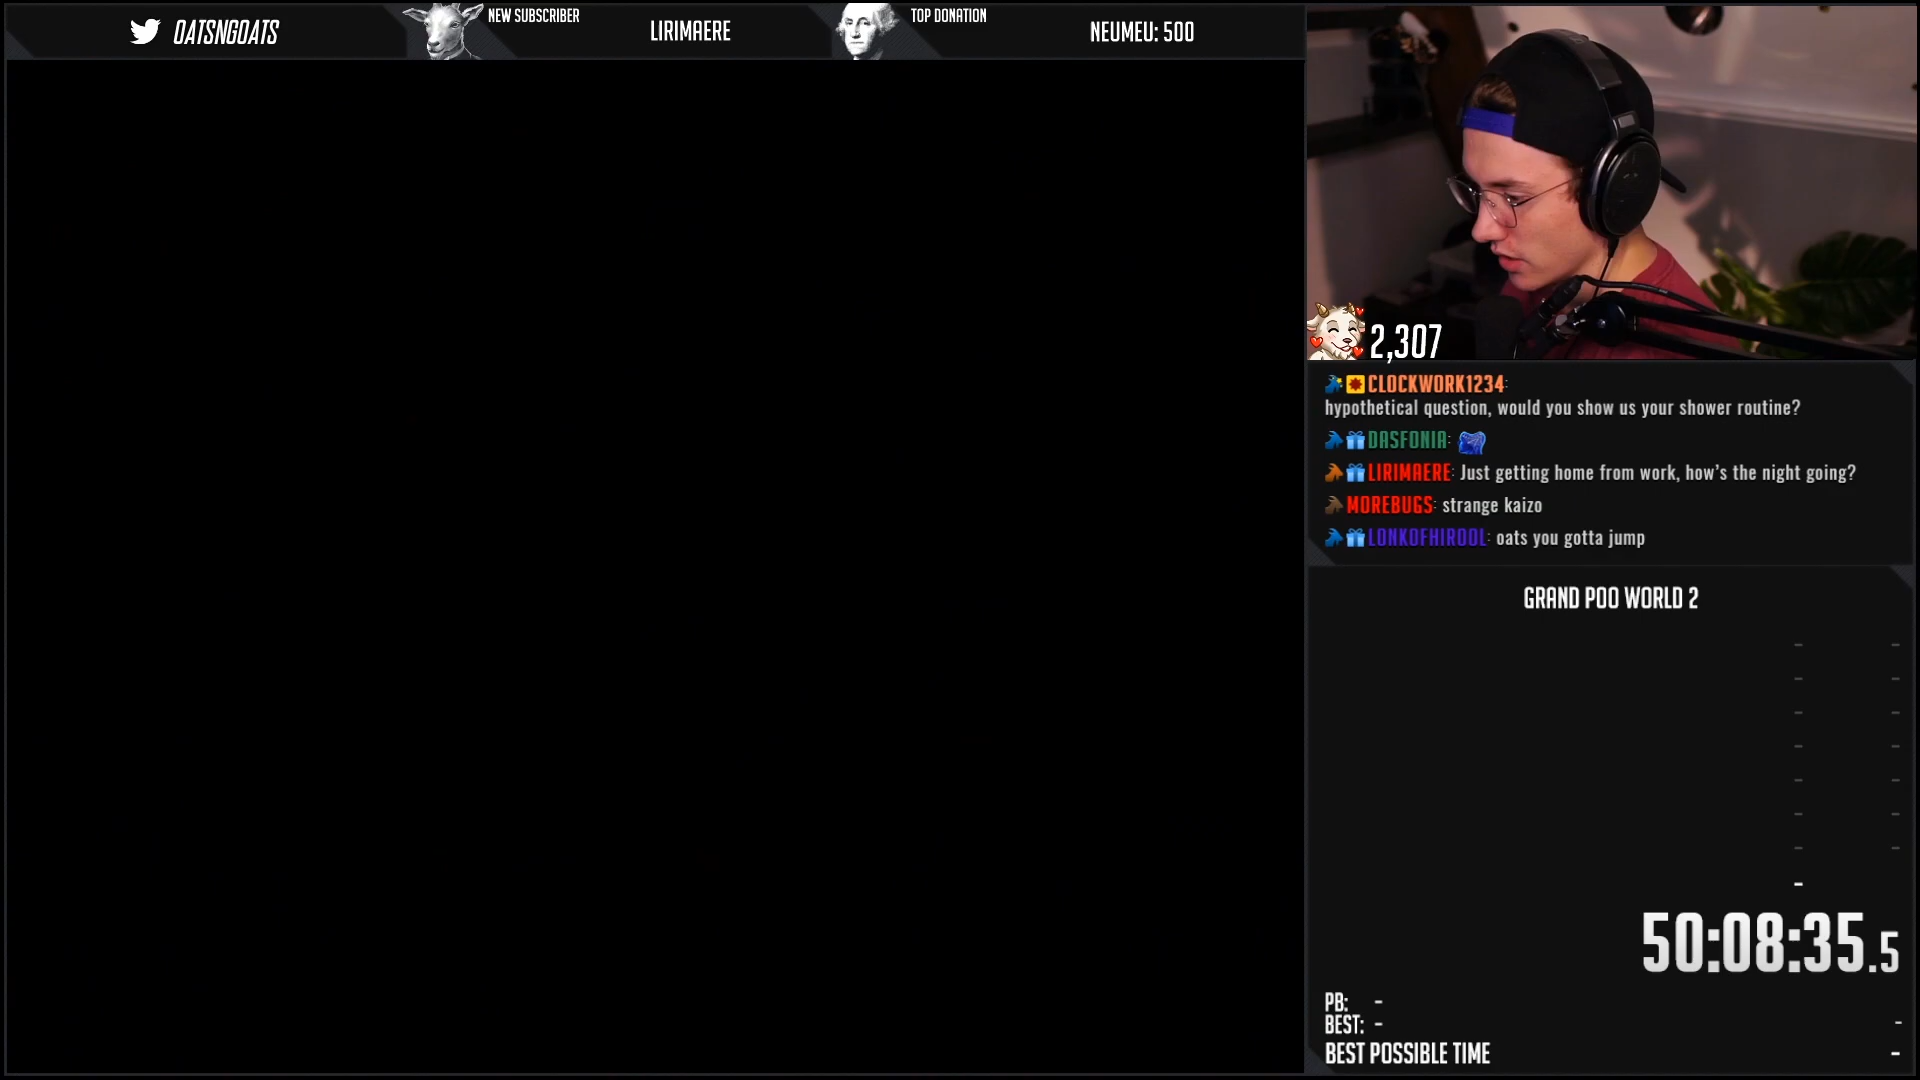 OATSNGOATS
NEW SUBSCRIBER
LIRIMAERE
TOP DONATION
NEUMEU: 500
2,307
CLOCKWORK1234:
hypothetical question, would you show us your shower routine?
DASFONIA:
LIRIMAERE: Just getting home from work, how's the night going?
MOREBUGS: strange kaizo
LONKOFHIROOL: oats you gotta jump
GRAND POO WORLD 2
- -
- -
- -
- -
- -
- -
- -
-
50:08:35.5
PB: -
BEST: - -
BEST POSSIBLE TIME -